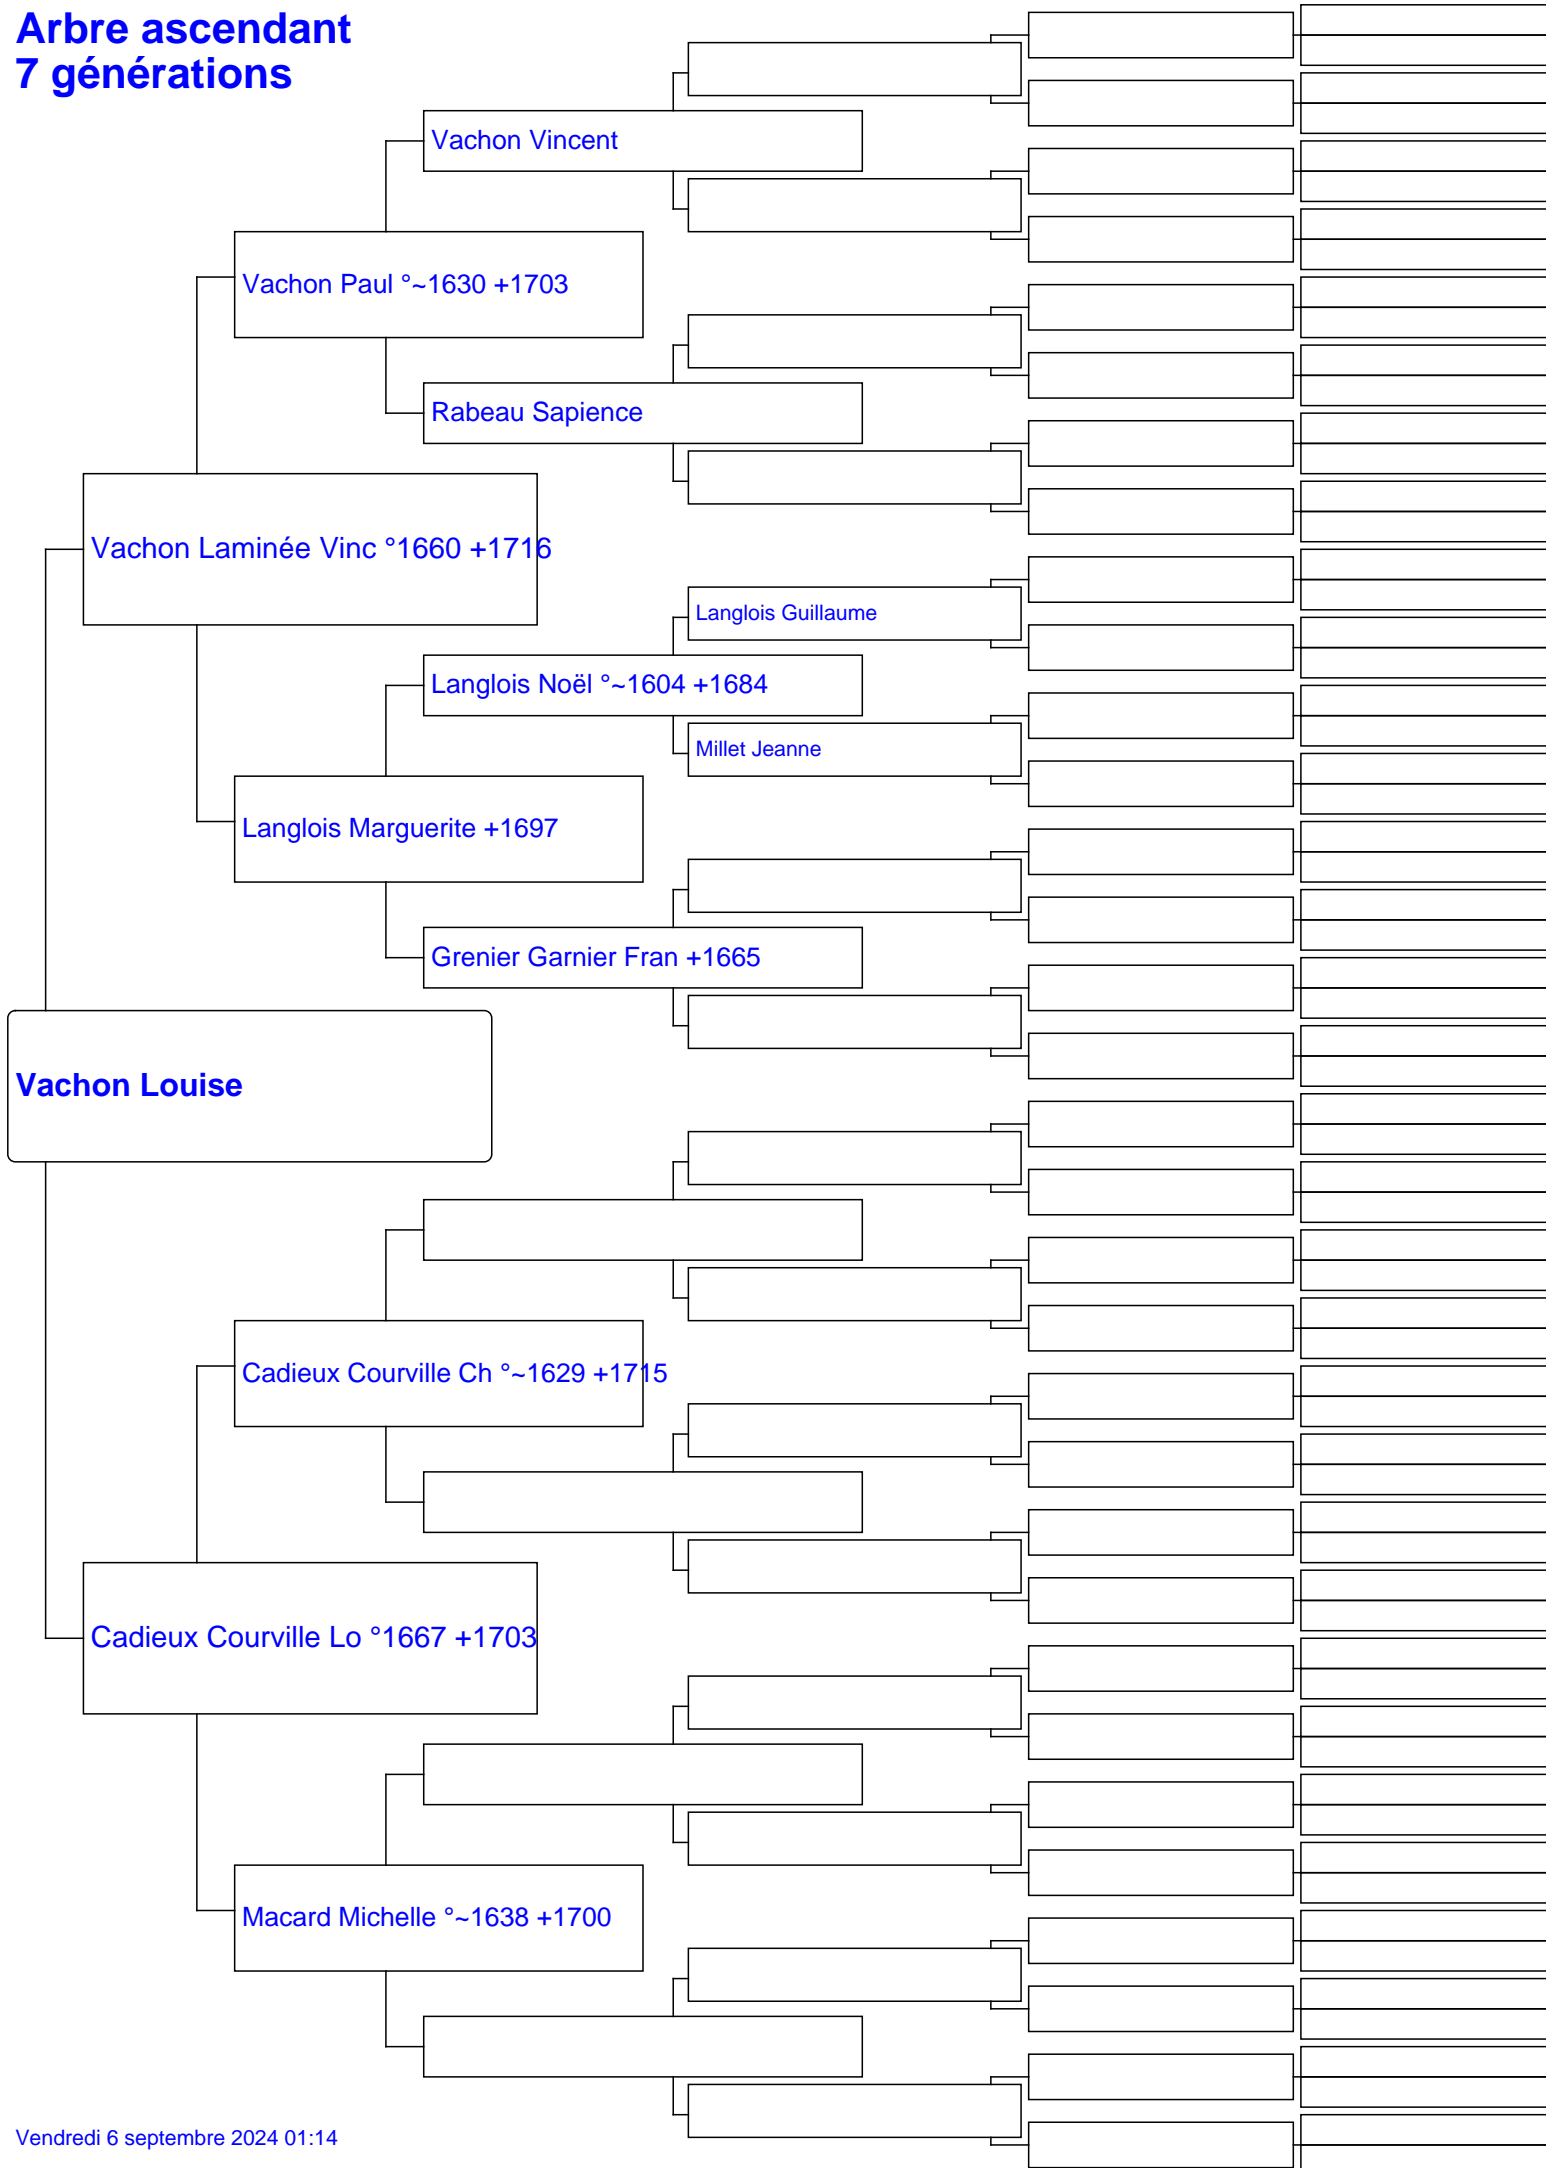 Arbre ascendant
7 générations
Vachon Vincent
Vachon Paul °~1630 +1703
Rabeau Sapience
Vachon Laminée Vinc °1660 +1716
Langlois Guillaume
Langlois Noël °~1604 +1684
Millet Jeanne
Langlois Marguerite +1697
Grenier Garnier Fran +1665
Vachon Louise
Cadieux Courville Ch °~1629 +1715
Cadieux Courville Lo °1667 +1703
Macard Michelle °~1638 +1700
Vendredi 6 septembre 2024 01:14